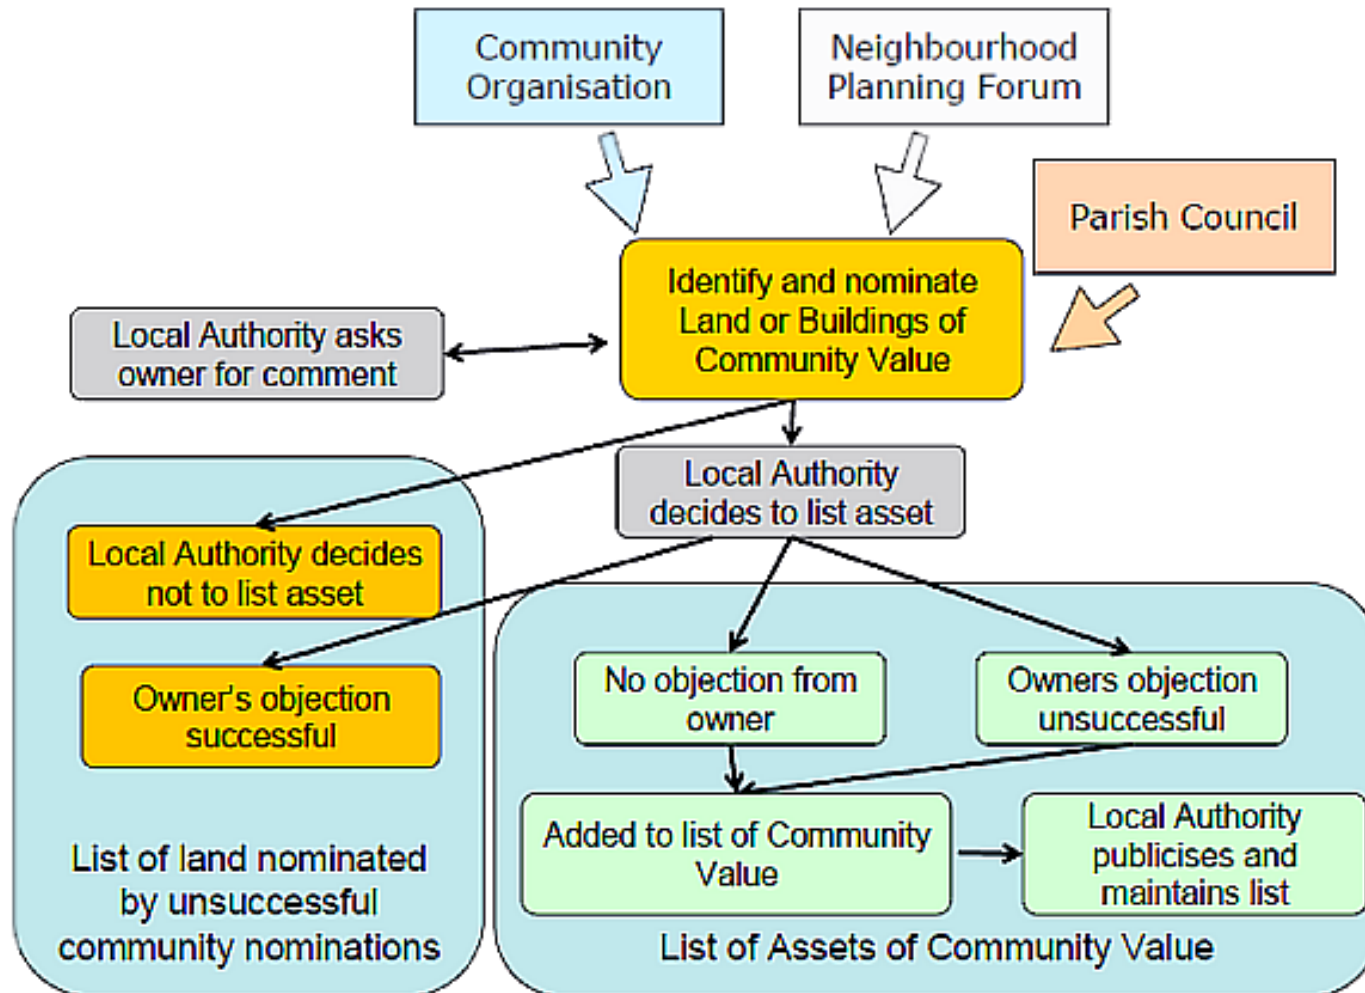 Community
Organisation
Neighbourhood
Planning Forum
Parish Council
Identify and nominate
Land or Buildings of
Community Value
Local Authority asks
owner for comment
Local Authority
decides to list asset
Local Authority decides
not to list asset
Owner's objection
successful
No objection from
owner
Owners objection
unsuccessful
Added to list of Community
Value
Local Authority
publicises and
maintains list
List of land nominated
by unsuccessful
community nominations
List of Assets of Community Value